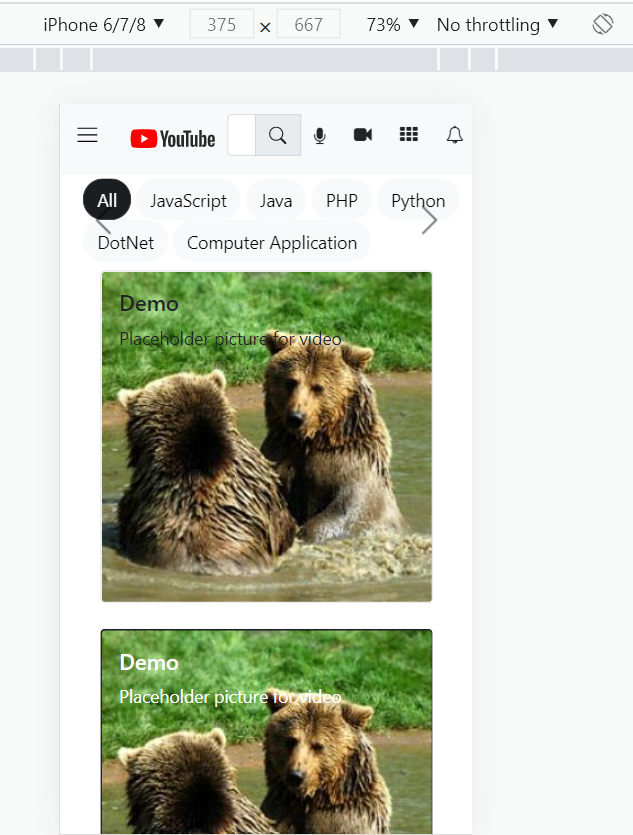 iPhone 6/7/8 ▼ 375 × 667 73% ▼ No throttling ▼
YouTube
All JavaScript Java PHP Python
DotNet Computer Application
Demo
Placeholder picture for video
Demo
Placeholder picture for video